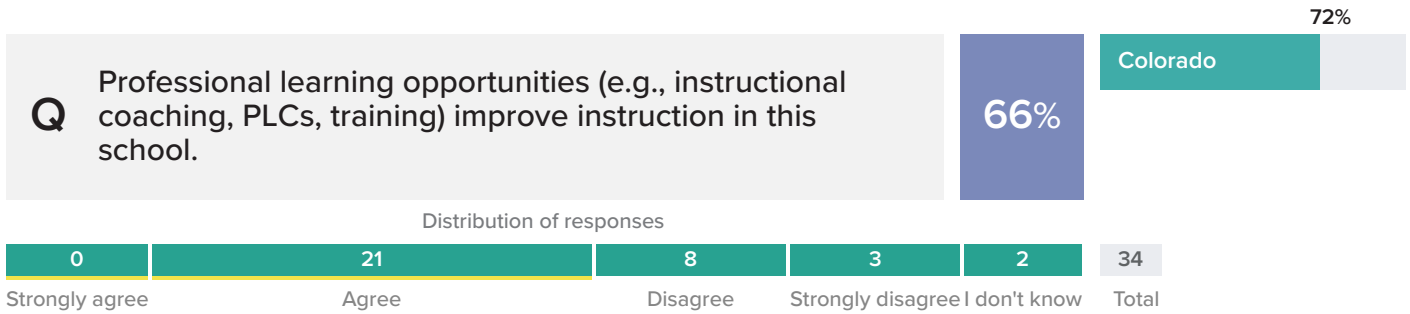 72%
Q
Professional learning opportunities (e.g., instructional
coaching, PLCs, training) improve instruction in this
school.
66%
Colorado
Distribution of responses
0 21 8 3 2 34
Strongly agree Agree Disagree Strongly disagree I don't know Total